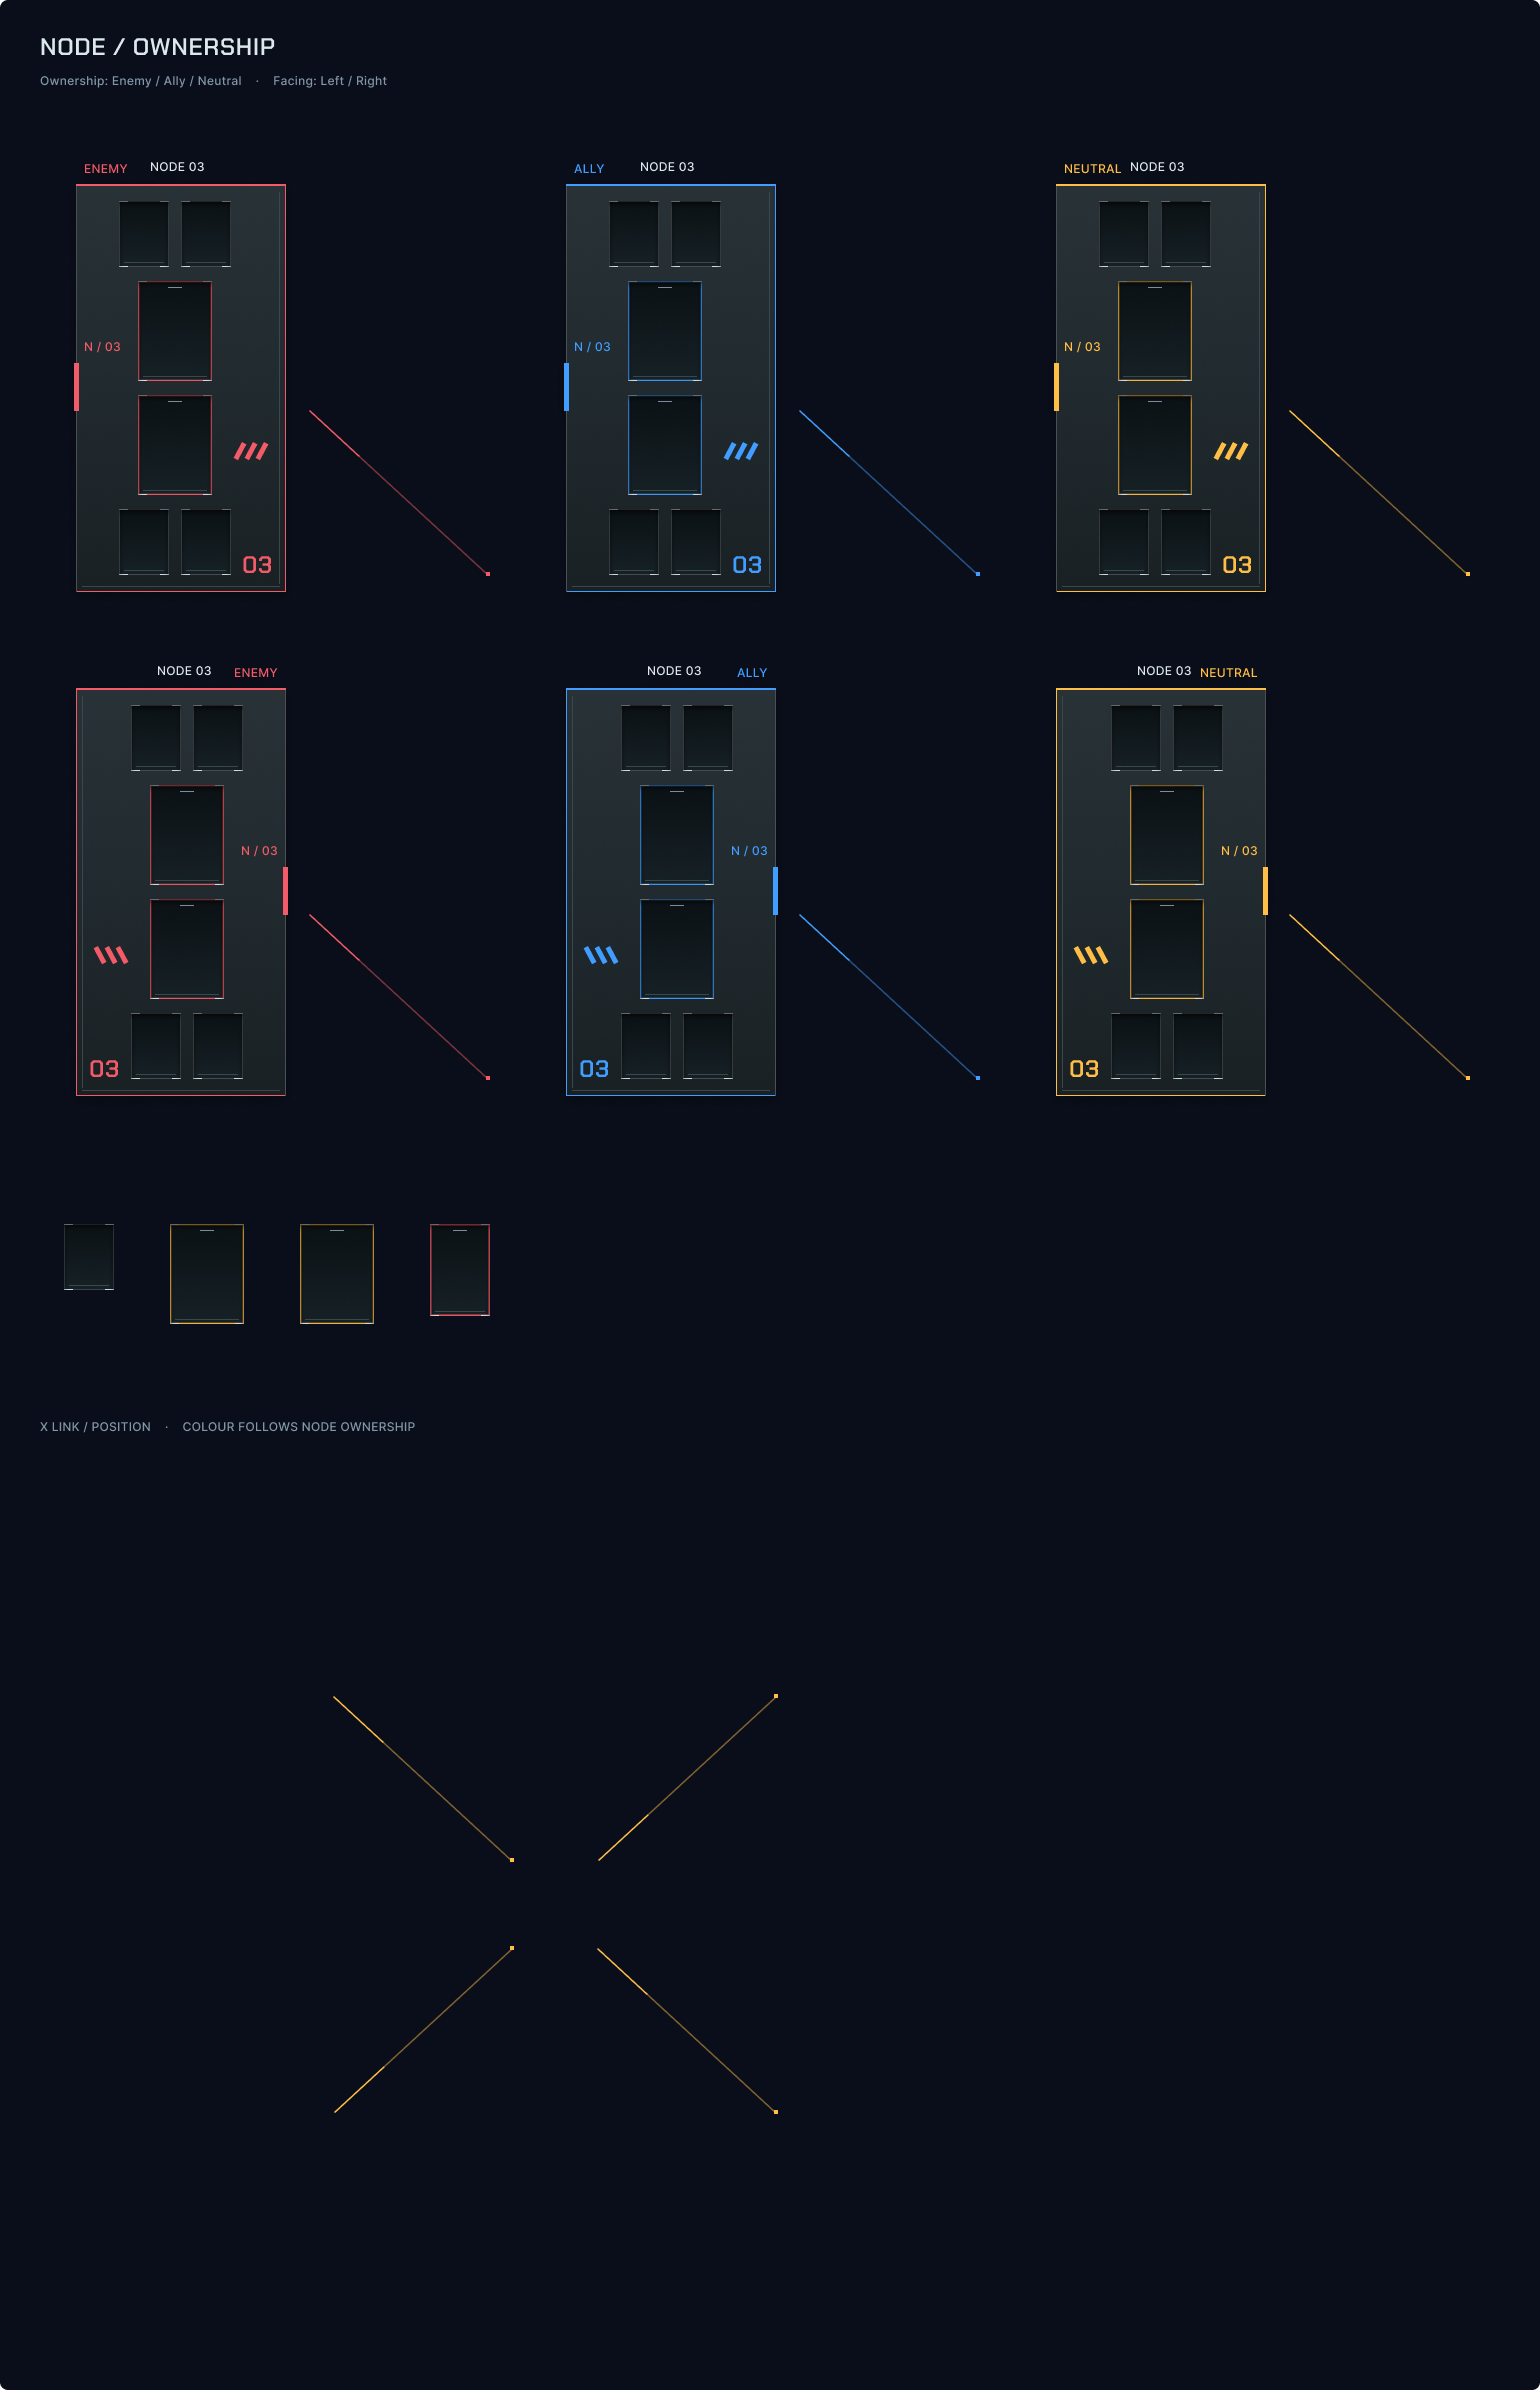 NODE / OWNERSHIP
Ownership: Enemy / Ally / Neutral · Facing: Left / Right
ENEMY NODE 03
ALLY NODE 03
NEUTRAL NODE 03
N / 03
N / 03
N / 03
03
03
03
NODE 03 ENEMY
NODE 03 ALLY
NODE 03 NEUTRAL
N / 03
N / 03
N / 03
03
03
03
X LINK / POSITION · COLOUR FOLLOWS NODE OWNERSHIP